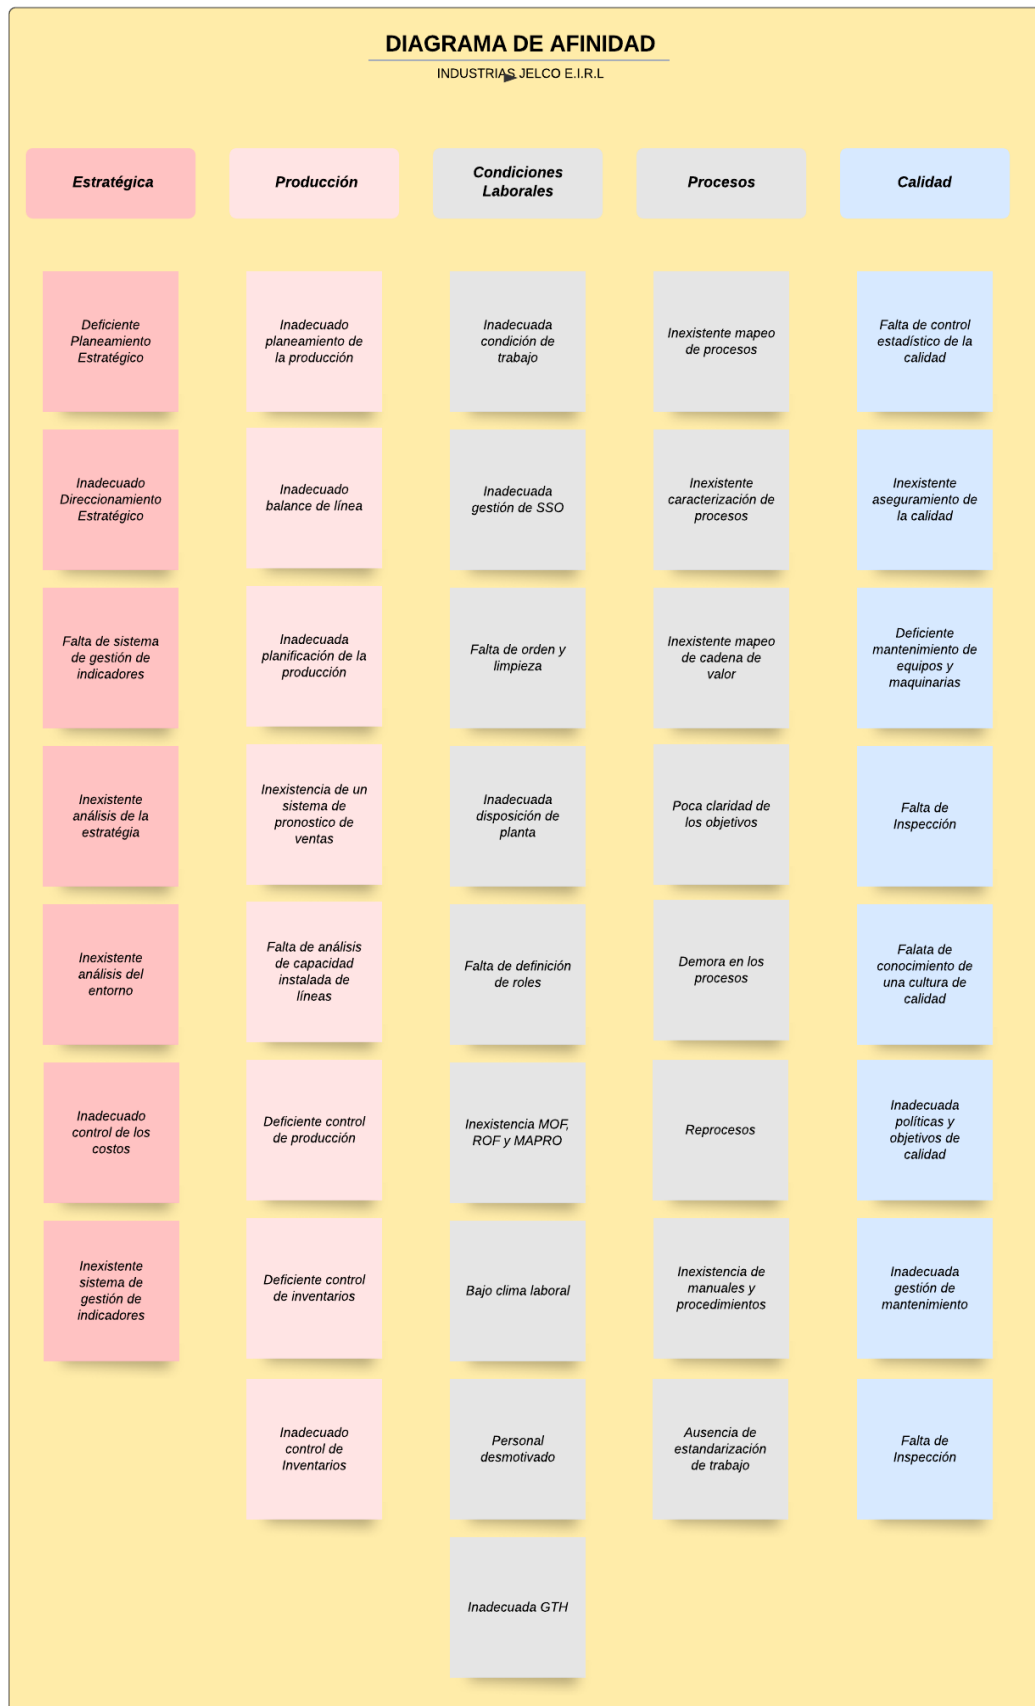 DIAGRAMA DE AFINIDAD
INDUSTRIAS JELCO E.I.R.L
Estratégica
Producción
Condiciones
Laborales
Procesos
Calidad
Deficiente
Planeamiento
Estratégico
Inadecuado
planeamiento de
la producción
Inadecuada
condición de
trabajo
Inexistente mapeo
de procesos
Falta de control
estadístico de la
calidad
Inadecuado
Direccionamiento
Estratégico
Inadecuado
balance de línea
Inadecuada
gestión de SSO
Inexistente
caracterización de
procesos
Inexistente
aseguramiento de
la calidad
Falta de sistema
de gestión de
indicadores
Inadecuada
planificación de la
producción
Falta de orden y
limpieza
Inexistente mapeo
de cadena de
valor
Deficiente
mantenimiento de
equipos y
maquinarias
Inexistente
análisis de la
estratégia
Inexistencia de un
sistema de
pronostico de
ventas
Inadecuada
disposición de
planta
Poca claridad de
los objetivos
Falta de
Inspección
Inexistente
análisis del
entorno
Falta de análisis
de capacidad
instalada de
líneas
Falta de definición
de roles
Demora en los
procesos
Falata de
conocimiento de
una cultura de
calidad
Inadecuado
control de los
costos
Deficiente control
de producción
Inexistencia MOF,
ROF y MAPRO
Reprocesos
Inadecuada
políticas y
objetivos de
calidad
Inexistente
sistema de
gestión de
indicadores
Deficiente control
de inventarios
Bajo clima laboral
Inexistencia de
manuales y
procedimientos
Inadecuada
gestión de
mantenimiento
Inadecuado
control de
Inventarios
Personal
desmotivado
Ausencia de
estandarización
de trabajo
Falta de
Inspección
Inadecuada GTH